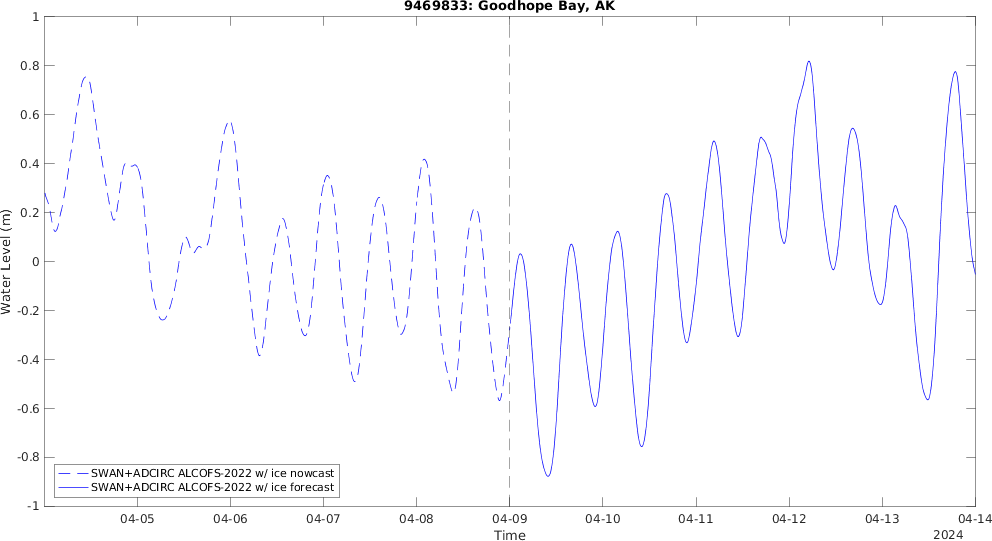 9469833: Goodhope Bay, AK
1
0.8
0.6
0.4
0.2
0
-0.2
-0.4
-0.6
-0.8
-1
Water Level (m)
SWAN+ADCIRC ALCOFS-2022 w/ ice nowcast
SWAN+ADCIRC ALCOFS-2022 w/ ice forecast
04-05 04-06 04-07 04-08 04-09 04-10 04-11 04-12 04-13 04-14
Time
2024